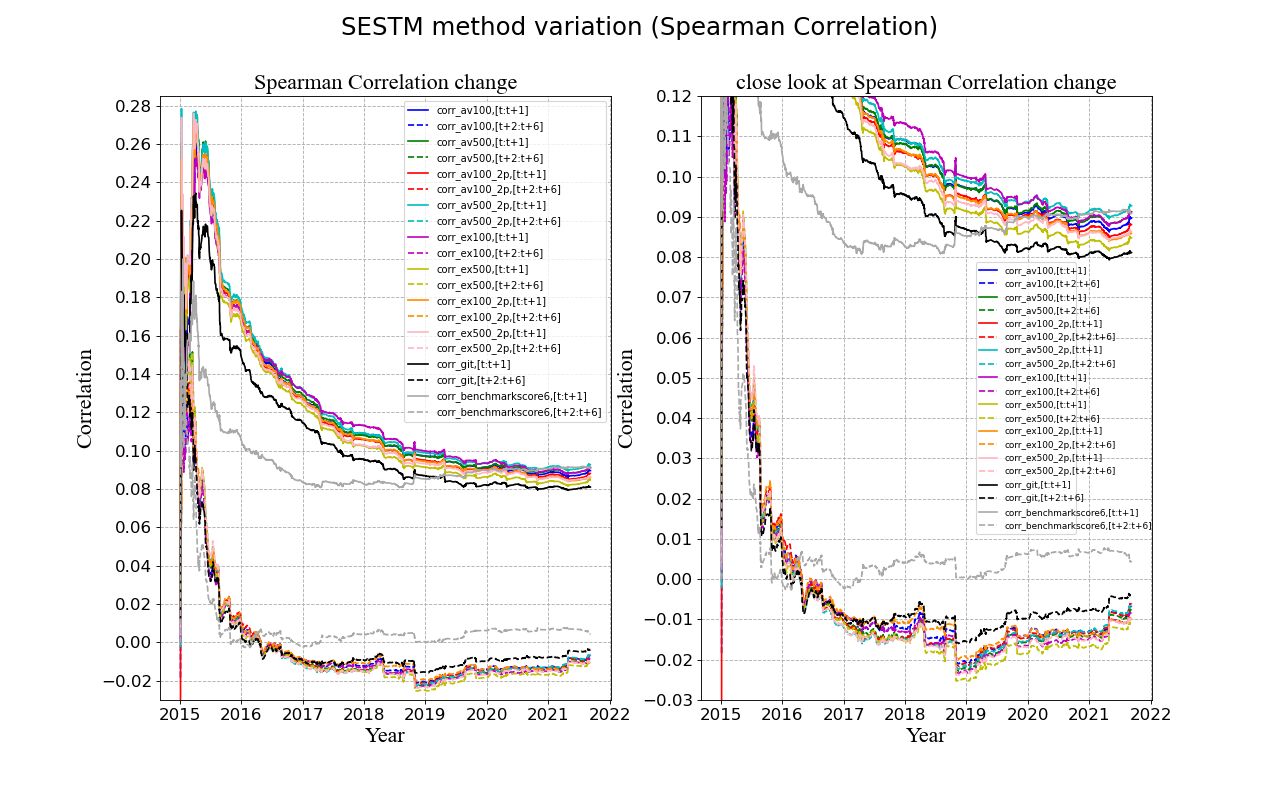 SESTM method variation (Spearman Correlation)
Spearman Correlation change
Correlation
0.28
0.26
0.24
0.22
0.20
0.18
0.16
0.14
0.12
0.10
0.08
0.06
0.04
0.02
0.00
−0.02
2015 2016 2017 2018 2019 2020 2021 2022
Year
corr_av100,[t:t+1]
corr_av100,[t+2:t+6]
corr_av500,[t:t+1]
corr_av500,[t+2:t+6]
corr_av100_2p,[t:t+1]
corr_av100_2p,[t+2:t+6]
corr_av500_2p,[t:t+1]
corr_av500_2p,[t+2:t+6]
corr_ex100,[t:t+1]
corr_ex100,[t+2:t+6]
corr_ex500,[t:t+1]
corr_ex500,[t+2:t+6]
corr_ex100_2p,[t:t+1]
corr_ex100_2p,[t+2:t+6]
corr_ex500_2p,[t:t+1]
corr_ex500_2p,[t+2:t+6]
corr_git,[t:t+1]
corr_git,[t+2:t+6]
corr_benchmarkscore6,[t:t+1]
corr_benchmarkscore6,[t+2:t+6]
close look at Spearman Correlation change
Correlation
0.12
0.11
0.10
0.09
0.08
0.07
0.06
0.05
0.04
0.03
0.02
0.01
0.00
−0.01
−0.02
−0.03
2015 2016 2017 2018 2019 2020 2021 2022
Year
corr_av100,[t:t+1]
corr_av100,[t+2:t+6]
corr_av500,[t:t+1]
corr_av500,[t+2:t+6]
corr_av100_2p,[t:t+1]
corr_av100_2p,[t+2:t+6]
corr_av500_2p,[t:t+1]
corr_av500_2p,[t+2:t+6]
corr_ex100,[t:t+1]
corr_ex100,[t+2:t+6]
corr_ex500,[t:t+1]
corr_ex500,[t+2:t+6]
corr_ex100_2p,[t:t+1]
corr_ex100_2p,[t+2:t+6]
corr_ex500_2p,[t:t+1]
corr_ex500_2p,[t+2:t+6]
corr_git,[t:t+1]
corr_git,[t+2:t+6]
corr_benchmarkscore6,[t:t+1]
corr_benchmarkscore6,[t+2:t+6]